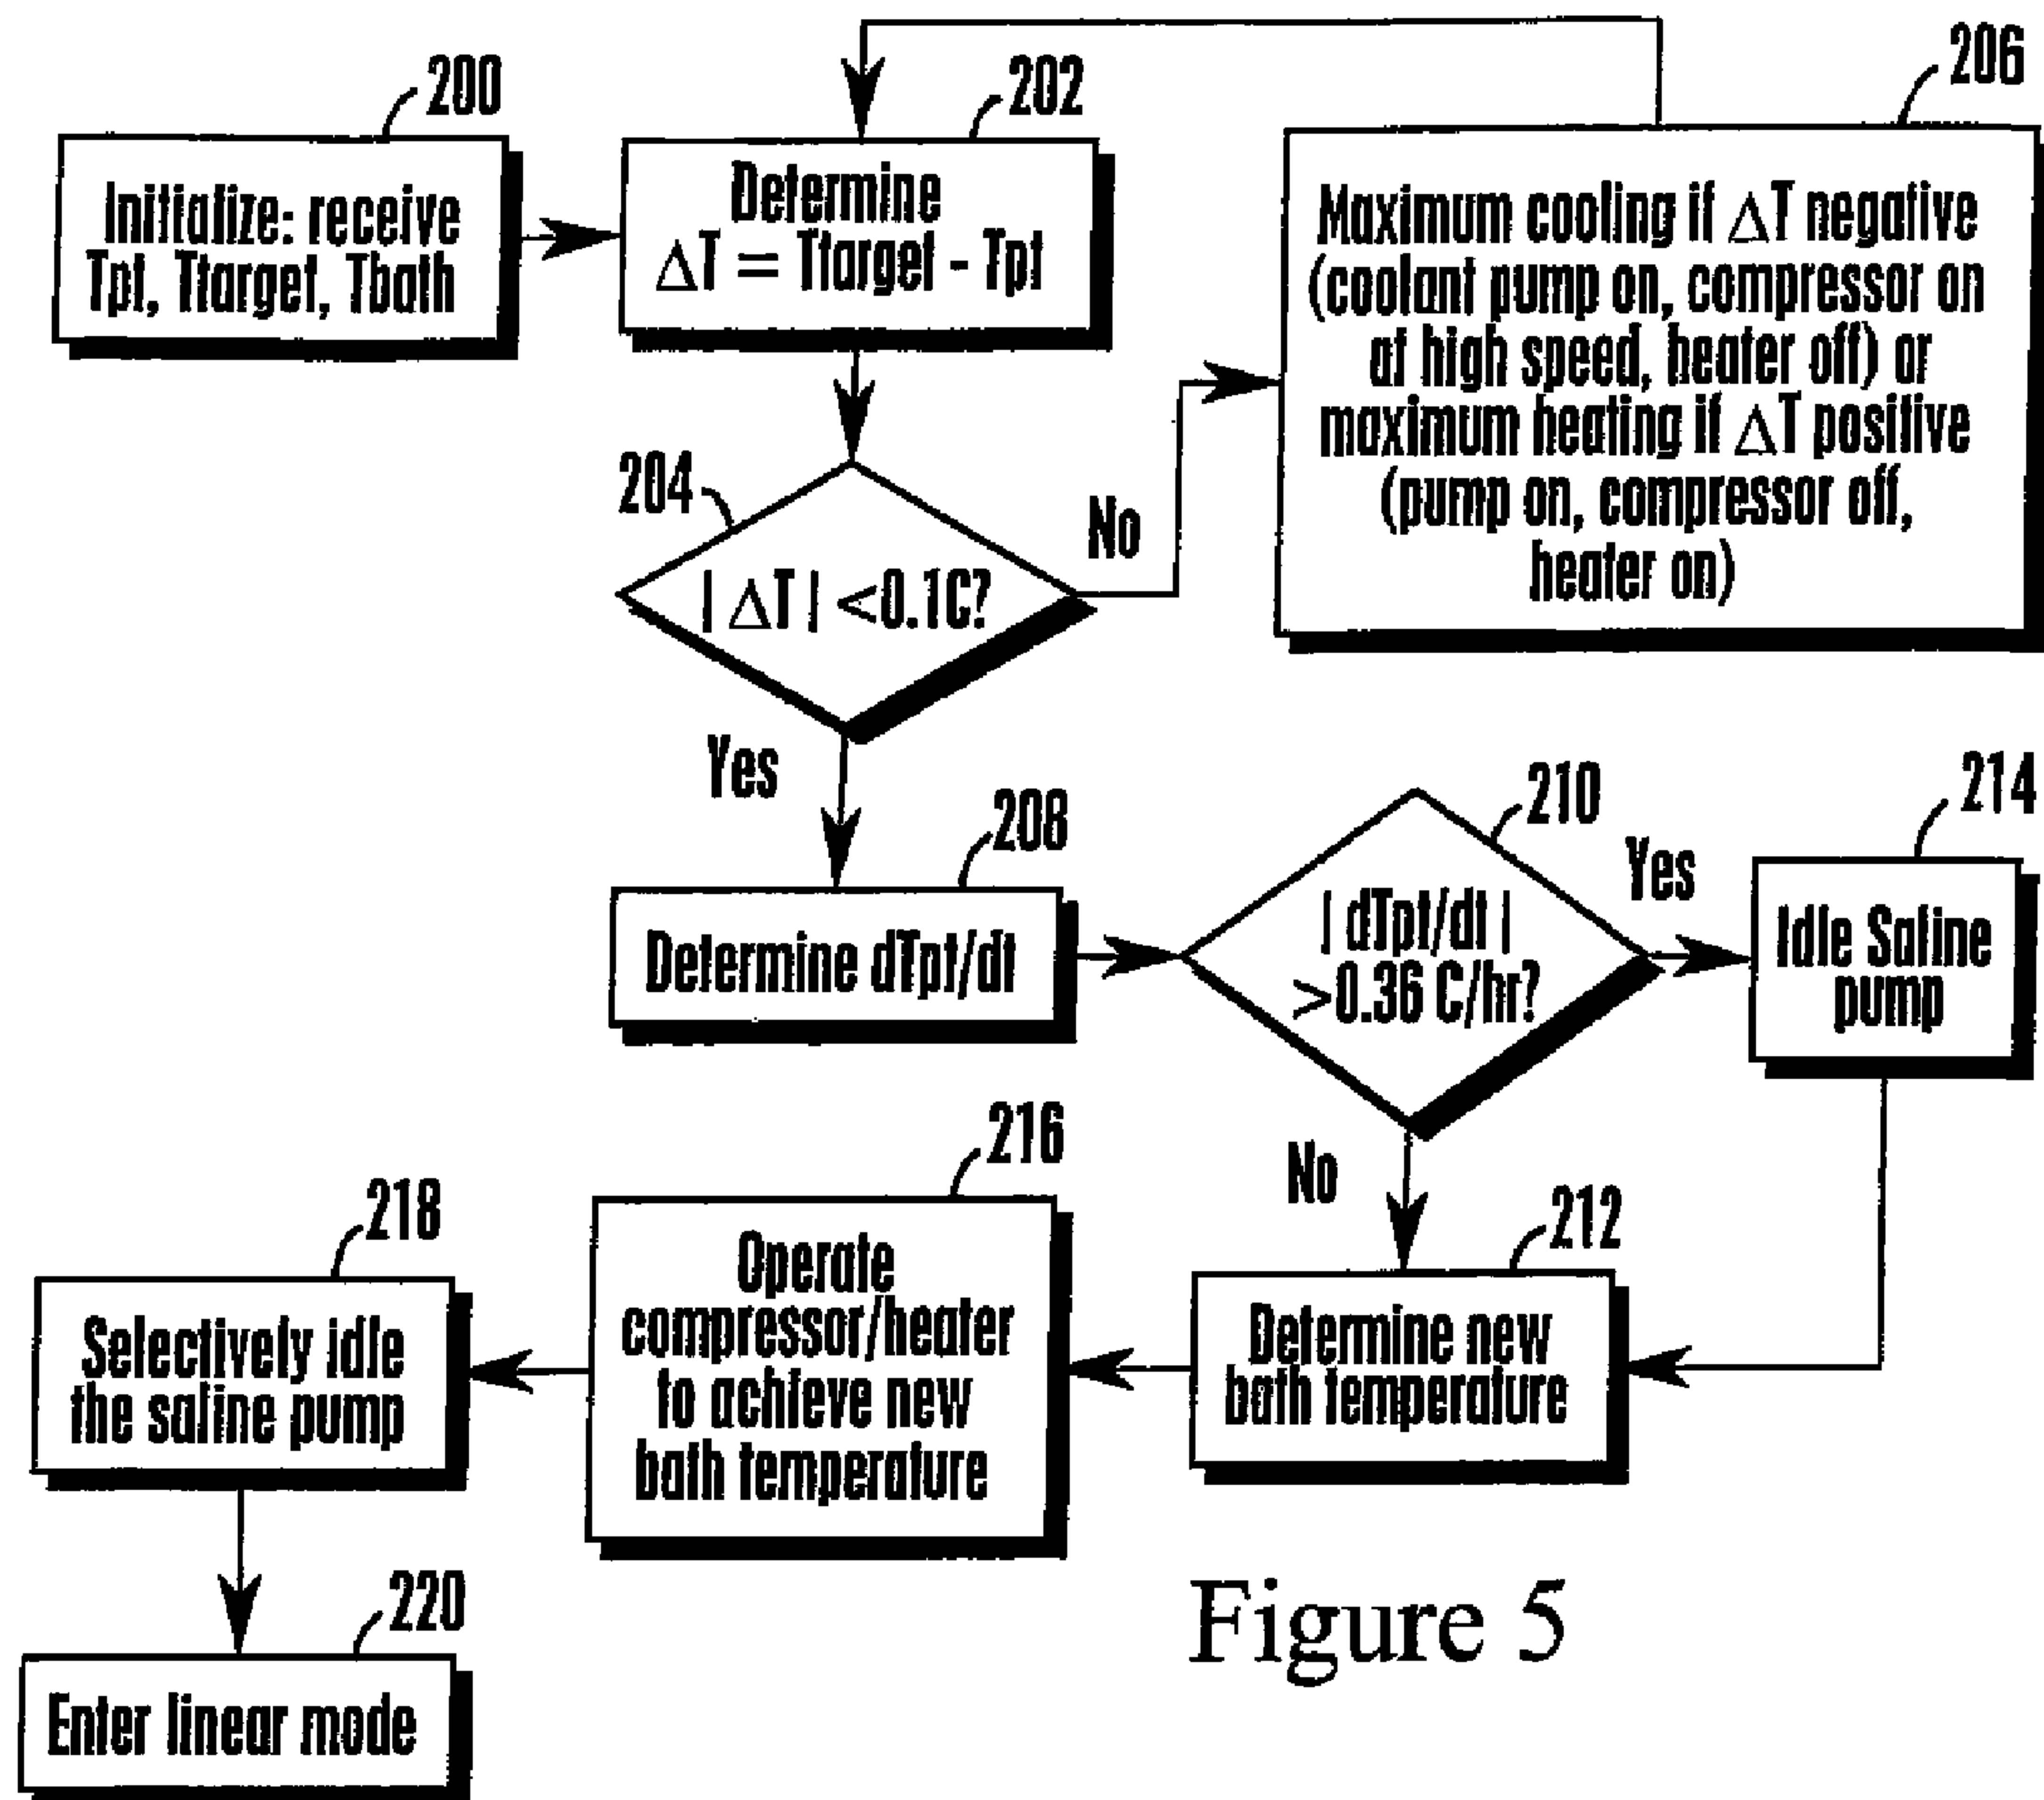 200
Initialize: receive
Tpt, Ttarget, Tbath
202
Determine
ΔT = Ttarget - Tpt
206
Maximum cooling if ΔT negative
(coolant pump on, compressor on
at high speed, heater off) or
maximum heating if ΔT positive
(pump on, compressor off,
heater on)
204
| ΔT | <0.1C?
No
Yes
208
Determine dTpt/dt
210
| dTpt/dt |
>0.36 C/hr?
Yes
214
Idle Saline
pump
No
212
Determine new
bath temperature
216
Operate
compressor/heater
to achieve new
bath temperature
218
Selectively idle
the saline pump
220
Enter linear mode
Figure 5